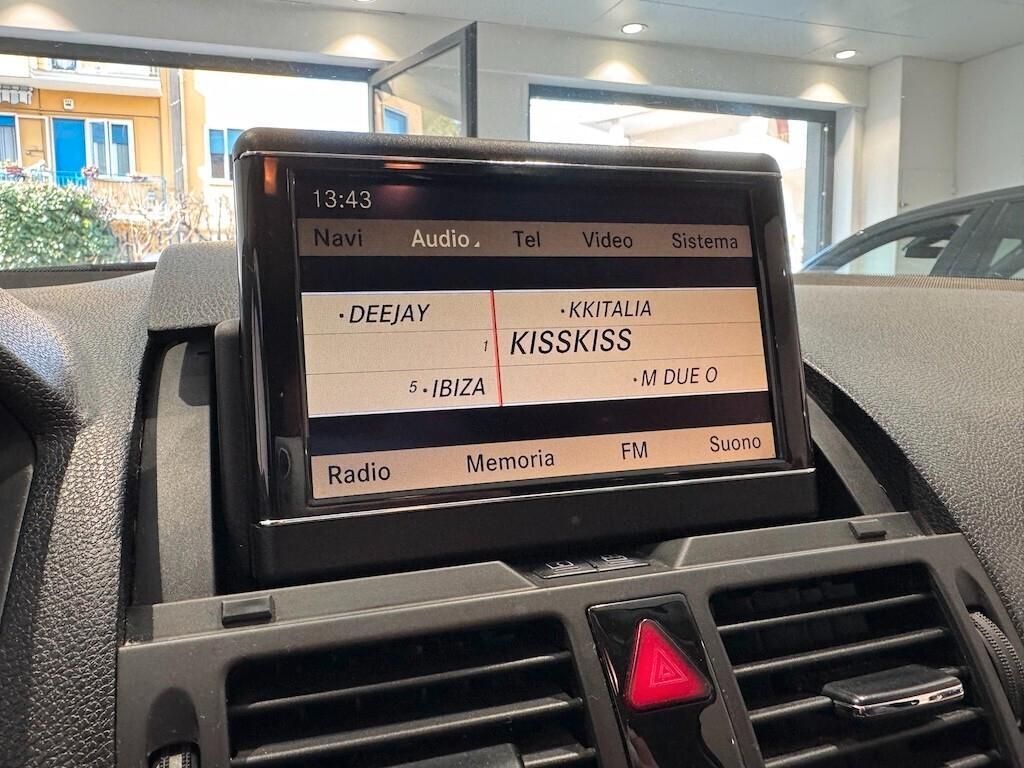 13:43
Navi Audio Tel Video Sistema
•DEEJAY •KKITALIA
1 KISSKISS
5 •IBIZA •M DUE O
Radio Memoria FM Suono